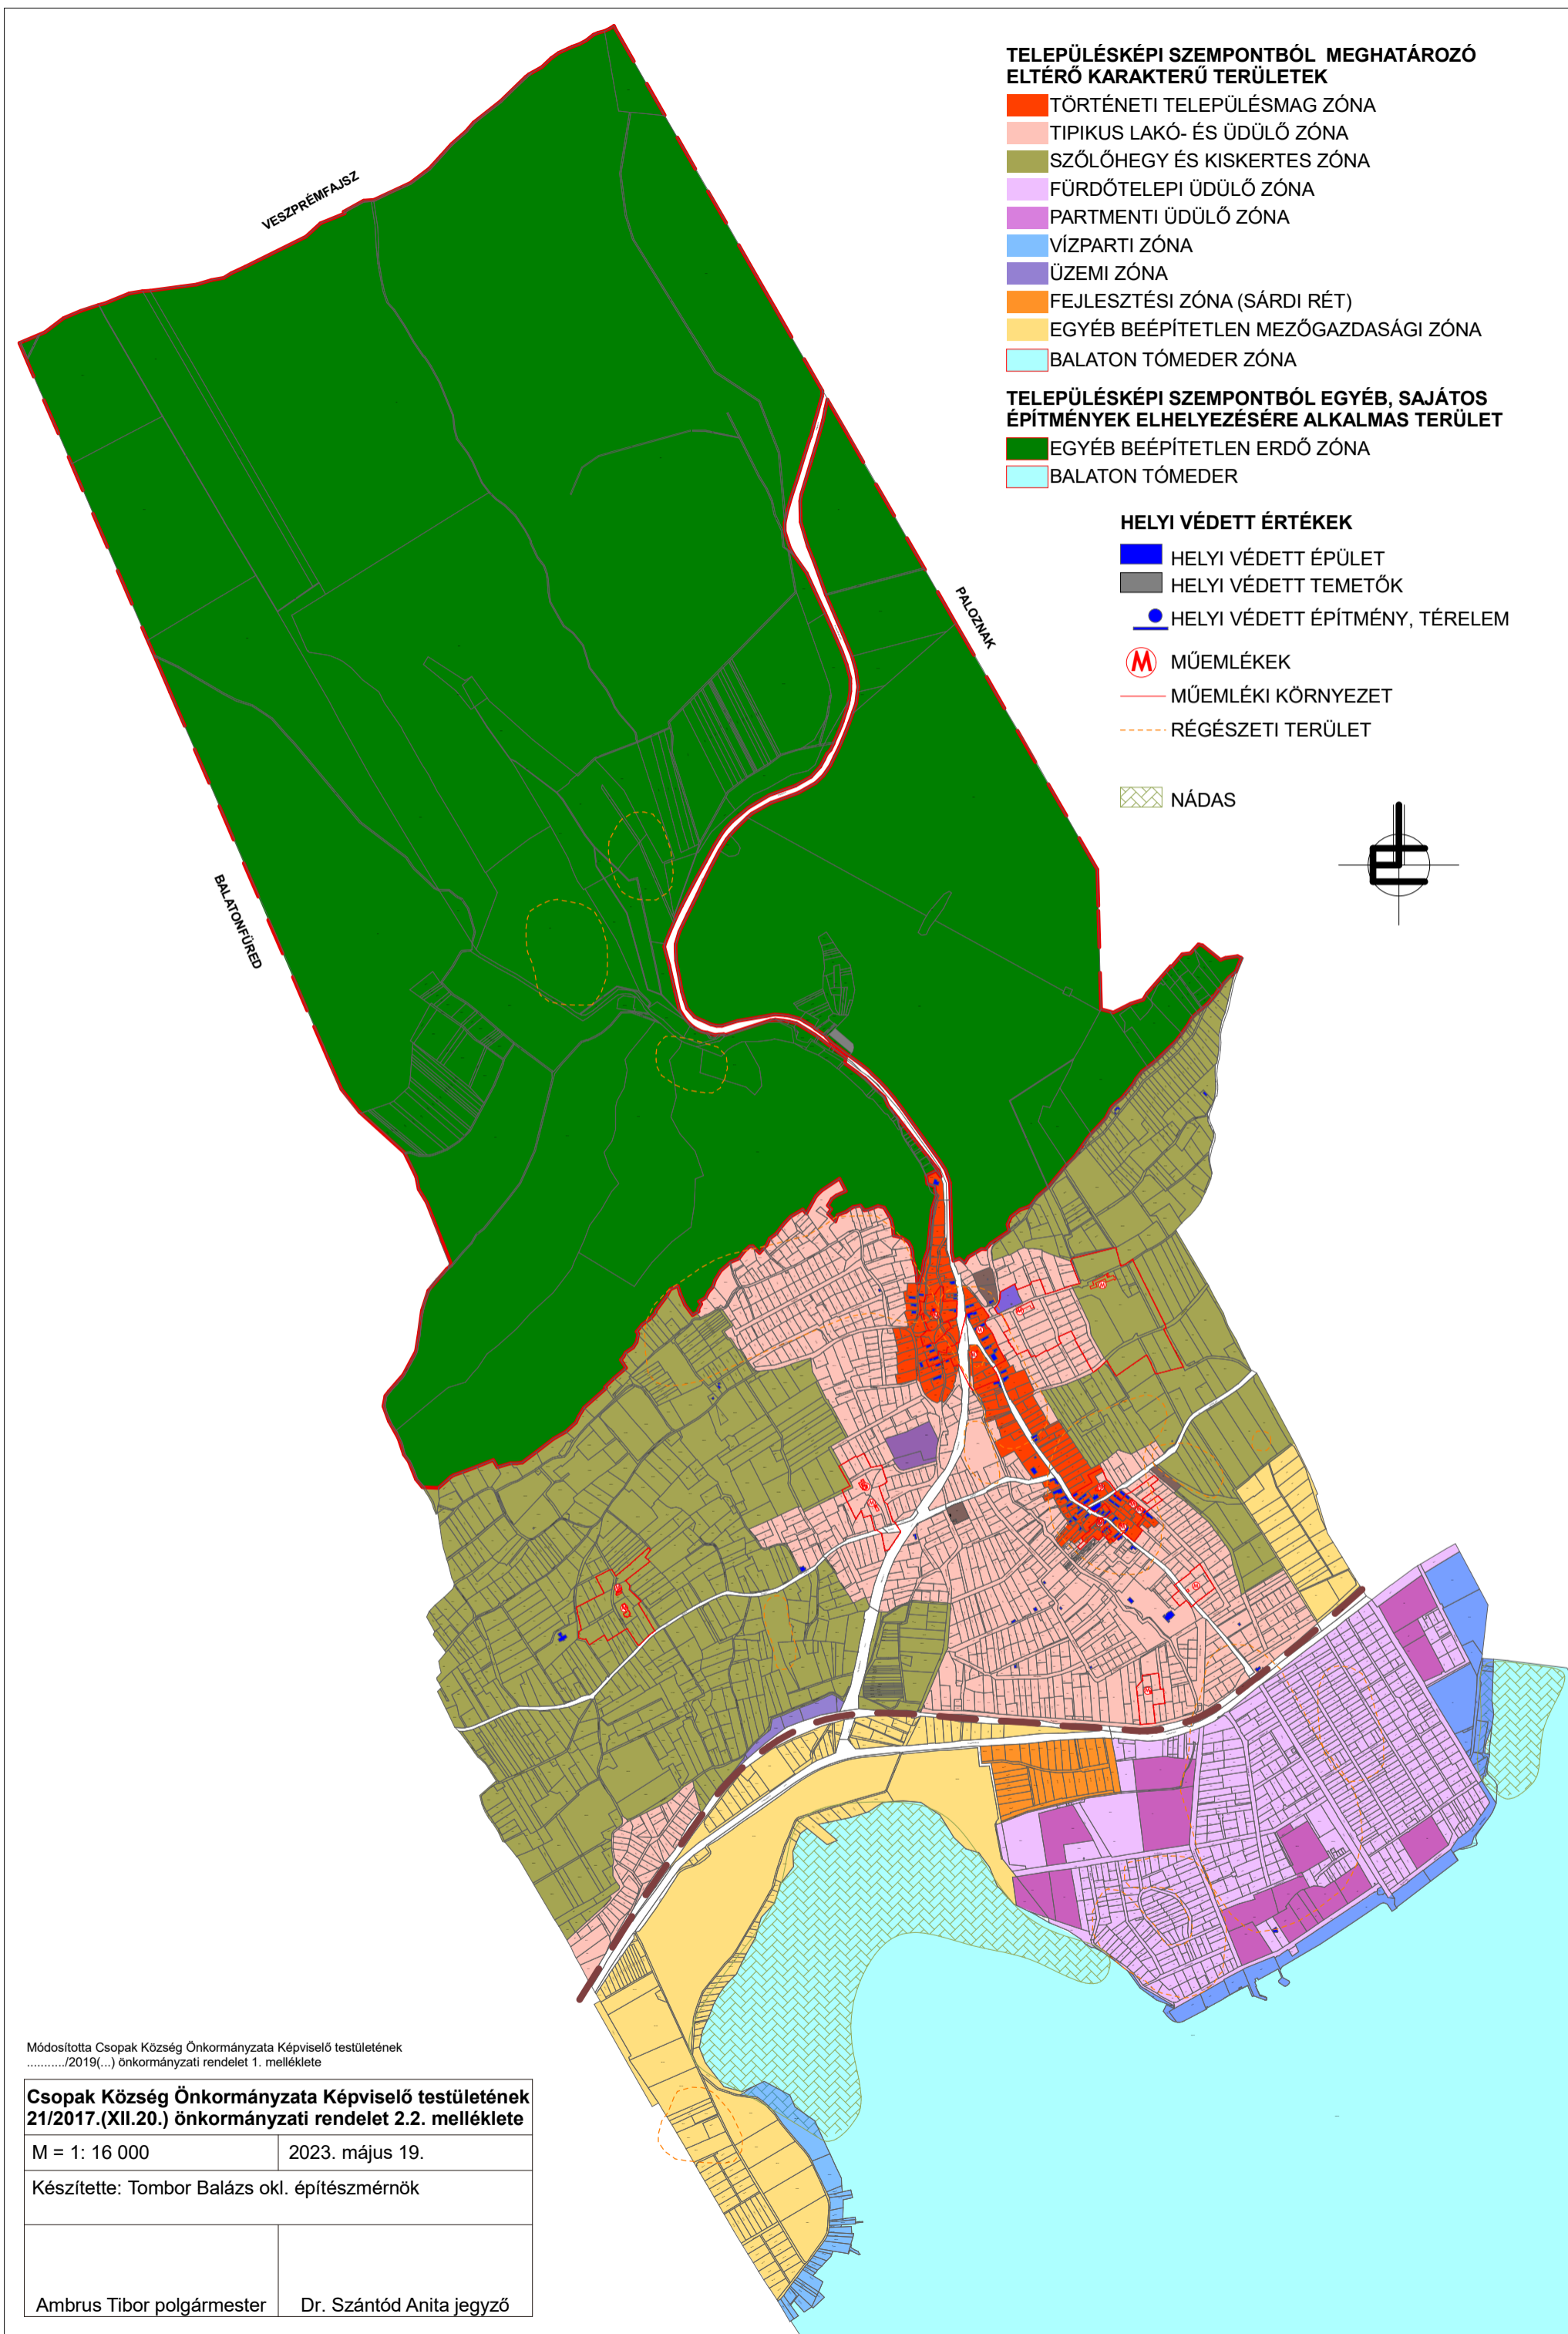 TELEPÜLÉSKÉPI SZEMPONTBÓL MEGHATÁROZÓ
ELTÉRŐ KARAKTERŰ TERÜLETEK
TÖRTÉNETI TELEPÜLÉSMAG ZÓNA
TIPIKUS LAKÓ- ÉS ÜDÜLŐ ZÓNA
SZŐLŐHEGY ÉS KISKERTES ZÓNA
FÜRDŐTELEPI ÜDÜLŐ ZÓNA
PARTMENTI ÜDÜLŐ ZÓNA
VÍZPARTI ZÓNA
ÜZEMI ZÓNA
FEJLESZTÉSI ZÓNA (SÁRDI RÉT)
EGYÉB BEÉPÍTETLEN MEZŐGAZDASÁGI ZÓNA
BALATON TÓMEDER ZÓNA
TELEPÜLÉSKÉPI SZEMPONTBÓL EGYÉB, SAJÁTOS
ÉPÍTMÉNYEK ELHELYEZÉSÉRE ALKALMAS TERÜLET
EGYÉB BEÉPÍTETLEN ERDŐ ZÓNA
BALATON TÓMEDER
HELYI VÉDETT ÉRTÉKEK
HELYI VÉDETT ÉPÜLET
HELYI VÉDETT TEMETŐK
HELYI VÉDETT ÉPÍTMÉNY, TÉRELEM
M MŰEMLÉKEK
MŰEMLÉKI KÖRNYEZET
RÉGÉSZETI TERÜLET
NÁDAS
VESZPRÉMFAJSZ
PALOZNAK
BALATONFÜRED
Módosította Csopak Község Önkormányzata Képviselő testületének
.........../2019(...) önkormányzati rendelet 1. melléklete
Csopak Község Önkormányzata Képviselő testületének
21/2017.(XII.20.) önkormányzati rendelet 2.2. melléklete
M = 1: 16 000
2023. május 19.
Készítette: Tombor Balázs okl. építészmérnök
Ambrus Tibor polgármester
Dr. Szántód Anita jegyző